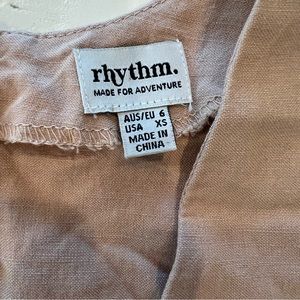 rhythm.
MADE FOR ADVENTURE
AUS/EU 6
USA XS
MADE IN
CHINA